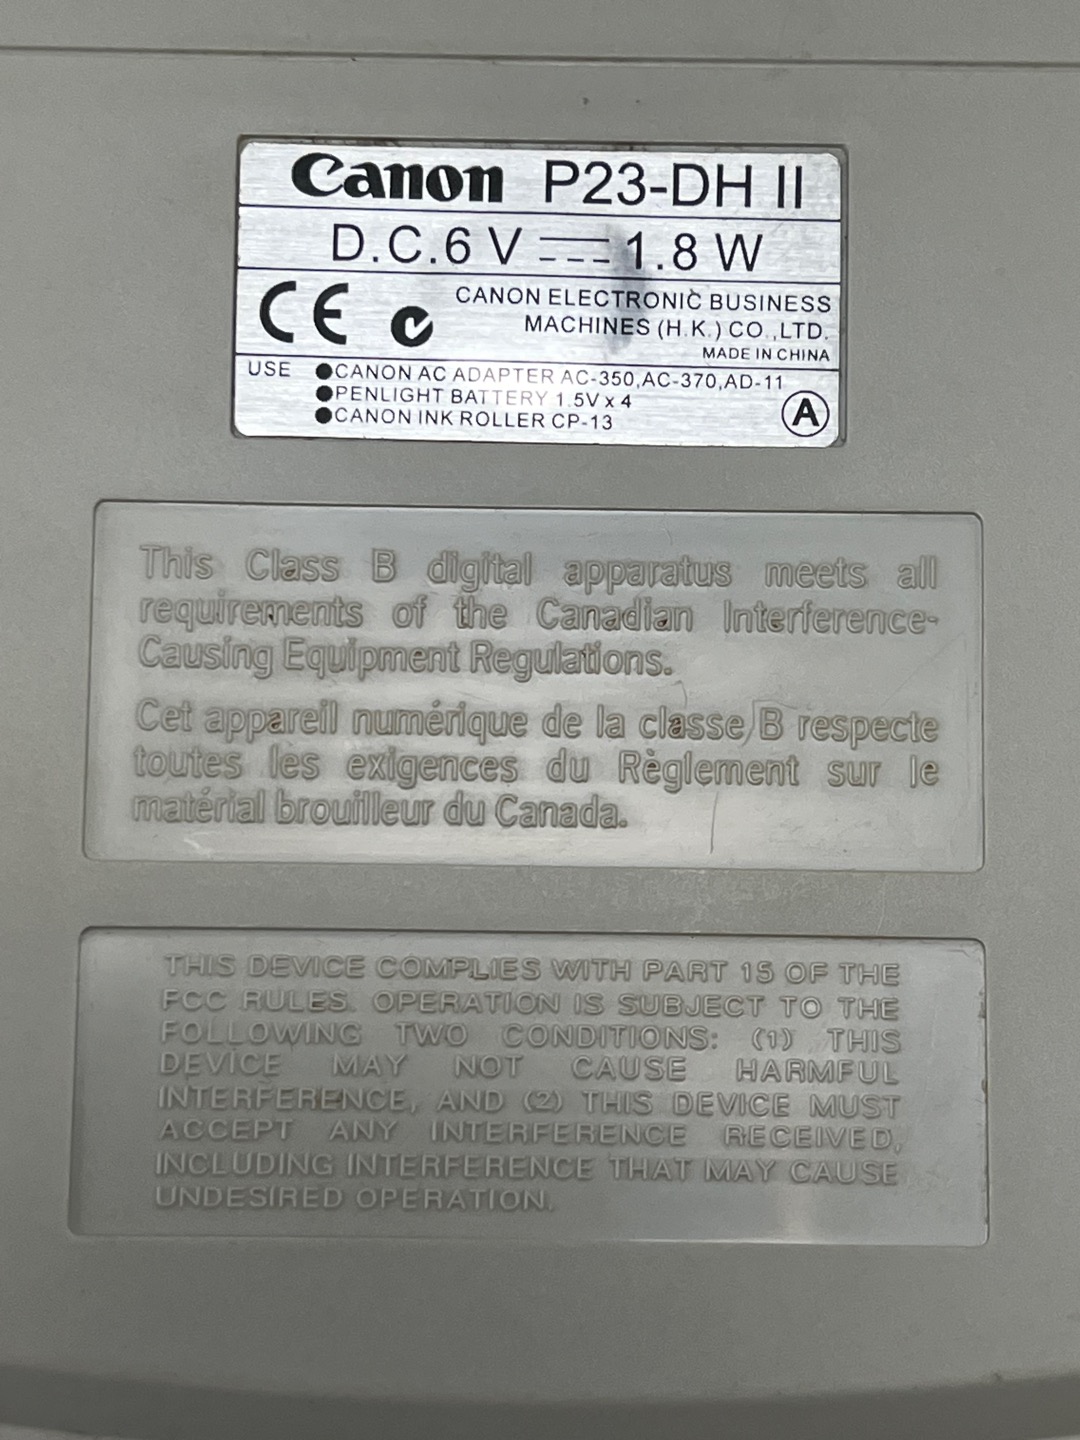 Canon P23-DH II
D.C.6 V 1.8 W
CE
CANON ELECTRONIC BUSINESS
MACHINES (H.K.) CO.,LTD.
MADE IN CHINA
USE ●CANON AC ADAPTER AC-350,AC-370,AD-11
●PENLIGHT BATTERY 1.5V x 4
●CANON INK ROLLER CP-13
A
This Class B digital apparatus meets all
requirements of the Canadian Interference-
Causing Equipment Regulations.
Cet appareil numérique de la classe B respecte
toutes les exigences du Règlement sur le
matérial brouilleur du Canada.
THIS DEVICE COMPLIES WITH PART 15 OF THE
FCC RULES. OPERATION IS SUBJECT TO THE
FOLLOWING TWO CONDITIONS: (1) THIS
DEVICE MAY NOT CAUSE HARMFUL
INTERFERENCE, AND (2) THIS DEVICE MUST
ACCEPT ANY INTERFERENCE RECEIVED,
INCLUDING INTERFERENCE THAT MAY CAUSE
UNDESIRED OPERATION.